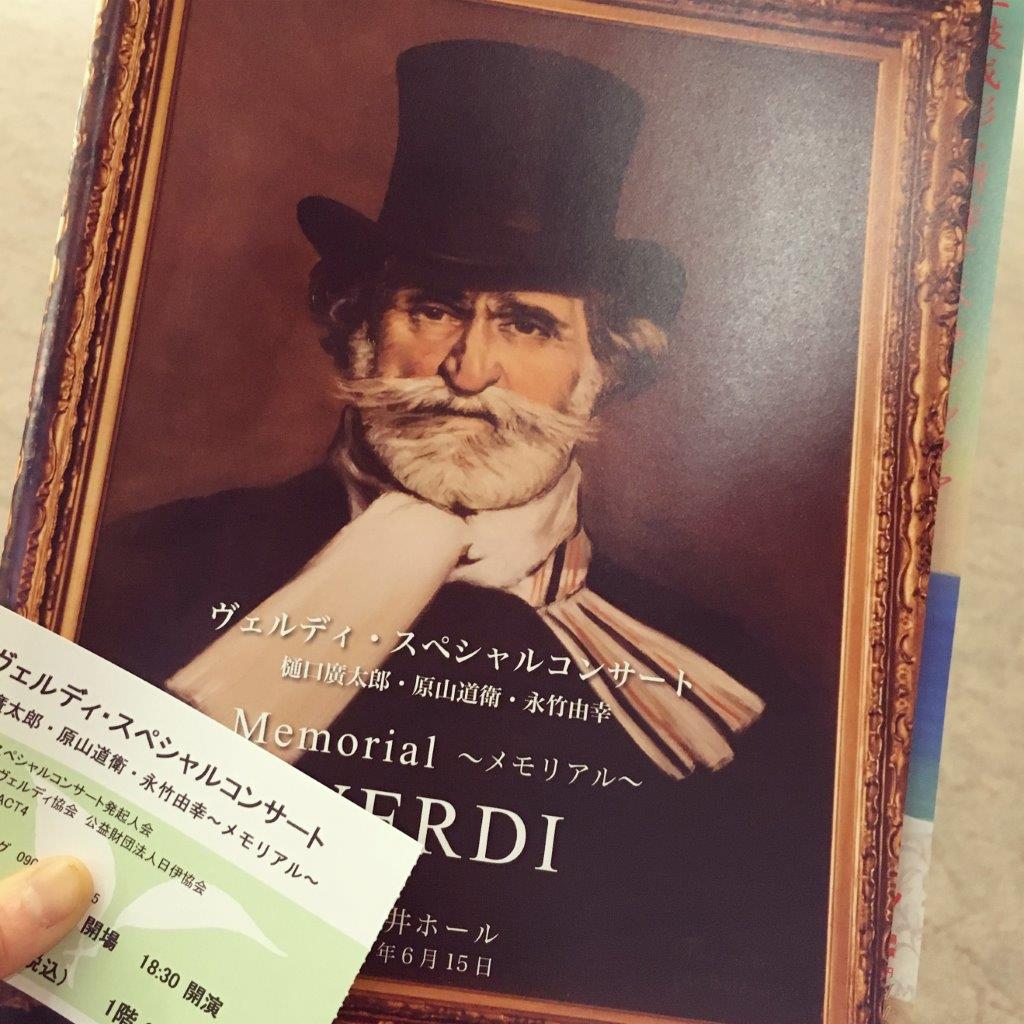 ヴェルディ・スペシャルコンサート
樋口廣太郎・原山道衛・永竹由幸
Memorial ～メモリアル～
VERDI
井ホール
年6月15日
ヴェルディ・スペシャルコンサート
廣太郎・原山道衛・永竹由幸～メモリアル～
スペシャルコンサート発起人会
ヴェルディ協会 公益財団法人日伊協会
ACT4
090
5
開場 18:30 開演
税込)
1階